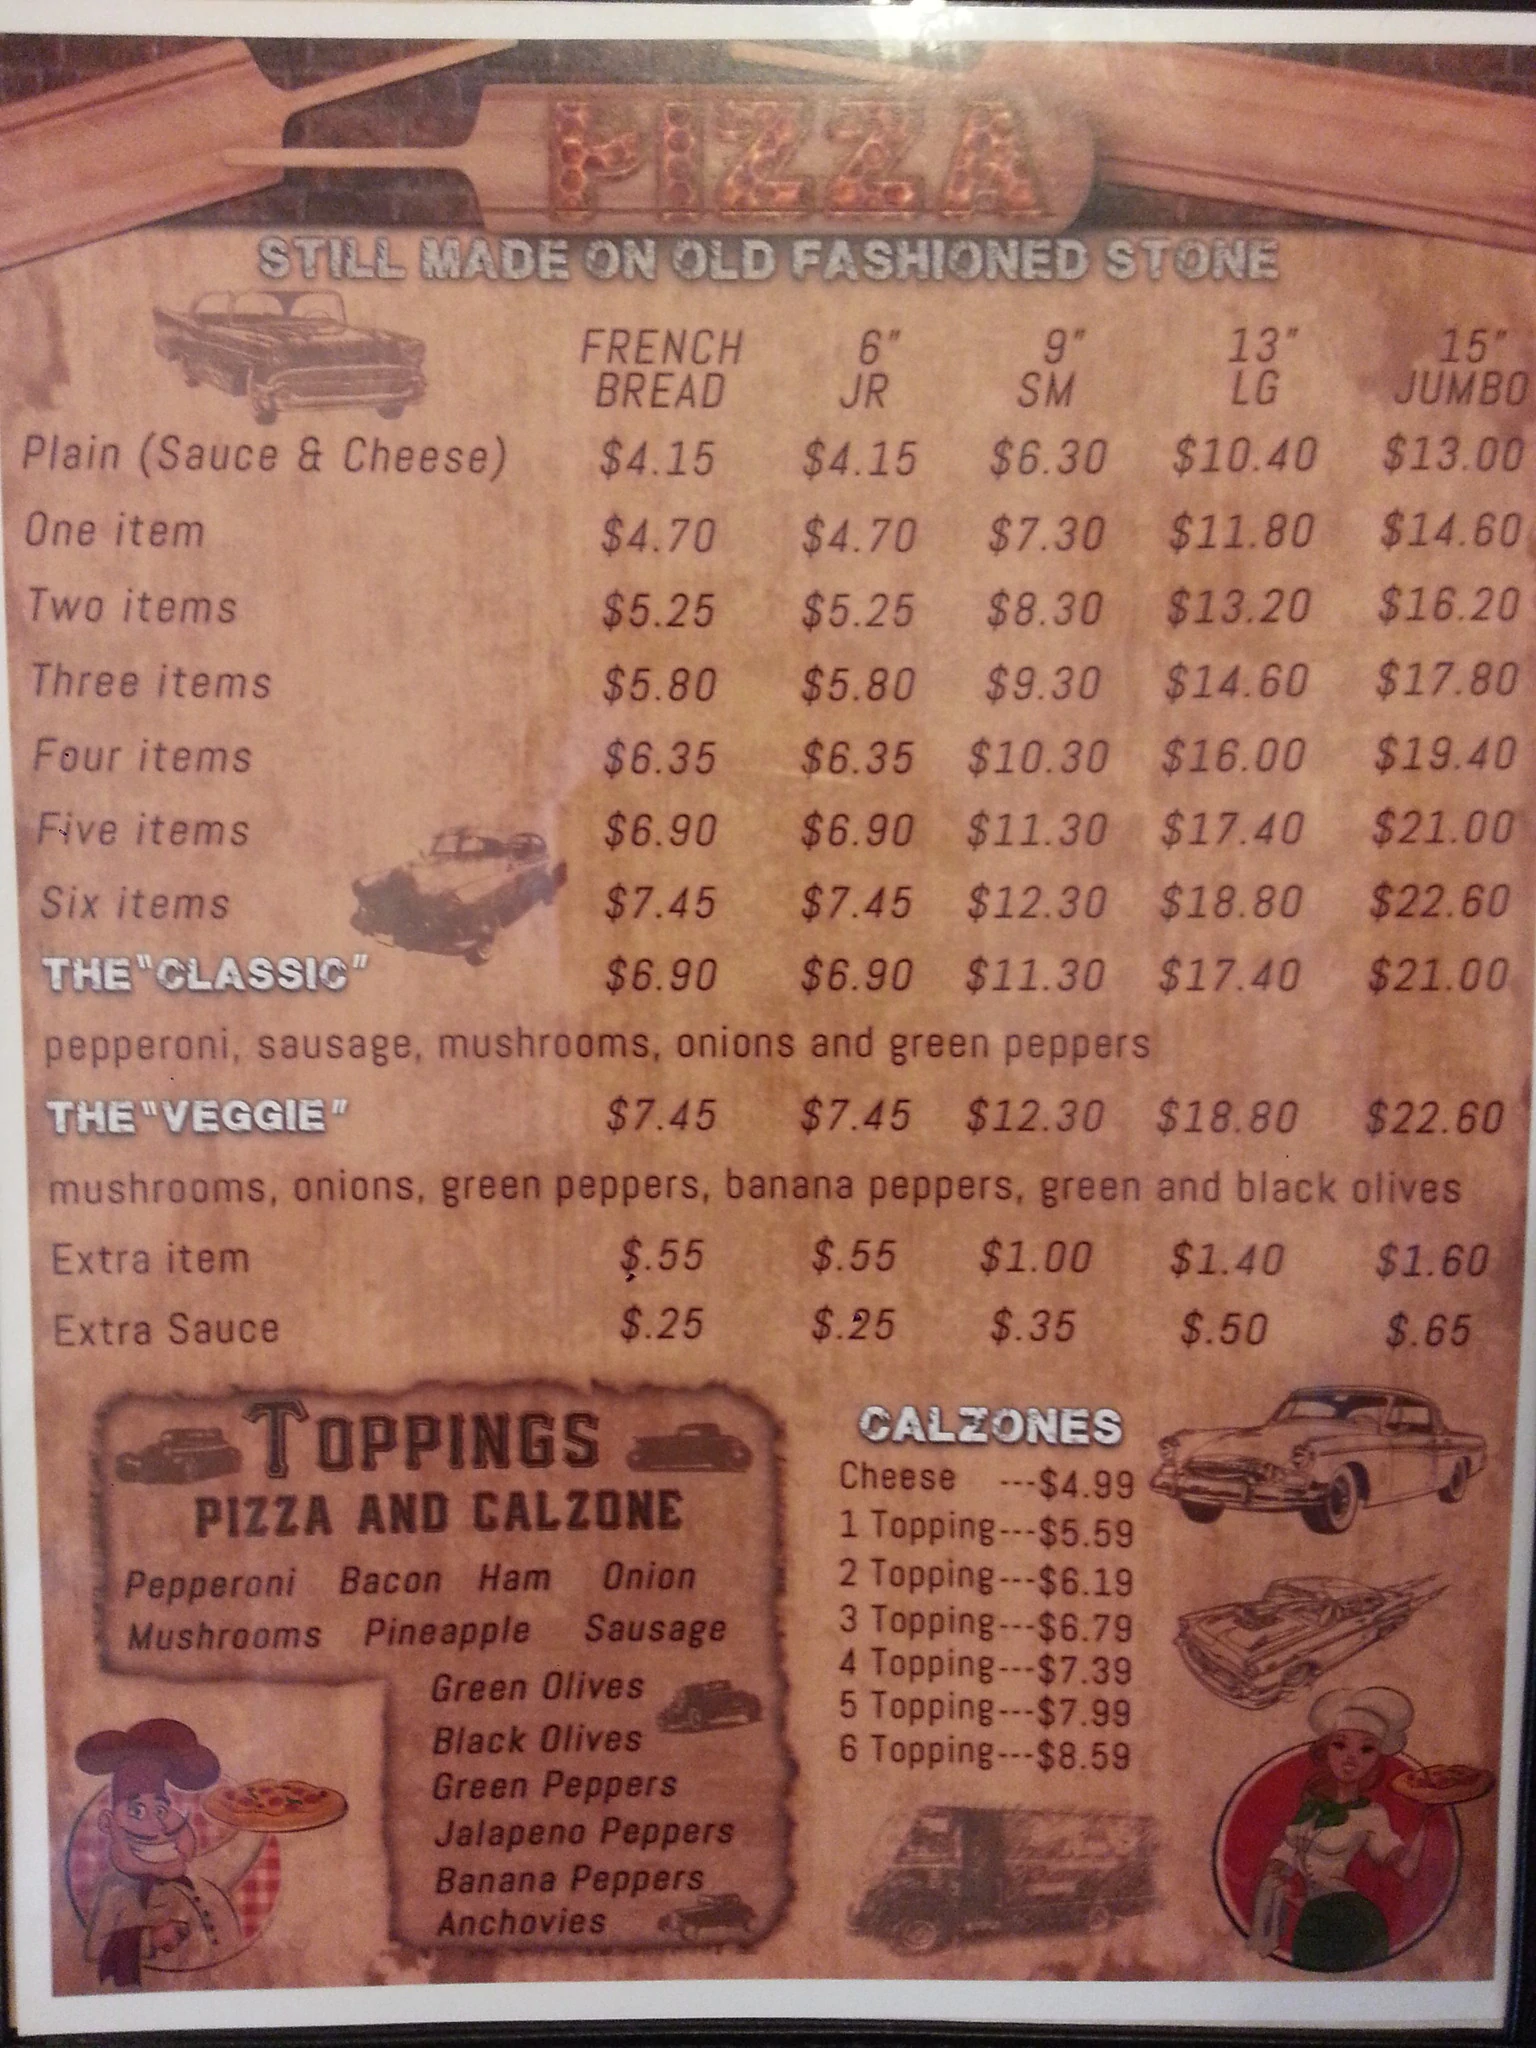 PIZZA
STILL MADE ON OLD FASHIONED STONE
FRENCH BREAD 6" JR 9" SM 13" LG 15" JUMBO
Plain (Sauce & Cheese) $4.15 $4.15 $6.30 $10.40 $13.00
One item $4.70 $4.70 $7.30 $11.80 $14.60
Two items $5.25 $5.25 $8.30 $13.20 $16.20
Three items $5.80 $5.80 $9.30 $14.60 $17.80
Four items $6.35 $6.35 $10.30 $16.00 $19.40
Five items $6.90 $6.90 $11.30 $17.40 $21.00
Six items $7.45 $7.45 $12.30 $18.80 $22.60
THE "CLASSIC" $6.90 $6.90 $11.30 $17.40 $21.00
pepperoni, sausage, mushrooms, onions and green peppers
THE "VEGGIE" $7.45 $7.45 $12.30 $18.80 $22.60
mushrooms, onions, green peppers, banana peppers, green and black olives
Extra item $.55 $.55 $1.00 $1.40 $1.60
Extra Sauce $.25 $.25 $.35 $.50 $.65
TOPPINGS
PIZZA AND CALZONE
Pepperoni Bacon Ham Onion
Mushrooms Pineapple Sausage
Green Olives
Black Olives
Green Peppers
Jalapeno Peppers
Banana Peppers
Anchovies
CALZONES
Cheese ---$4.99
1 Topping---$5.59
2 Topping---$6.19
3 Topping---$6.79
4 Topping---$7.39
5 Topping---$7.99
6 Topping---$8.59